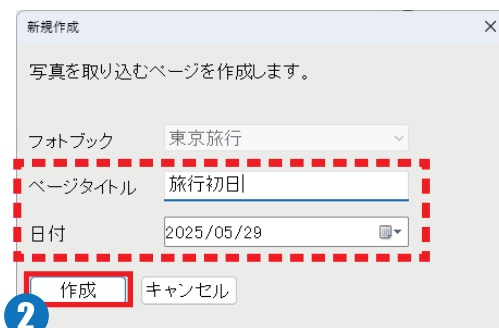 新規作成
写真を取り込むページを作成します。
フォトブック 東京旅行
ページタイトル 旅行初日
日付 2025/05/29
作成 キャンセル
2